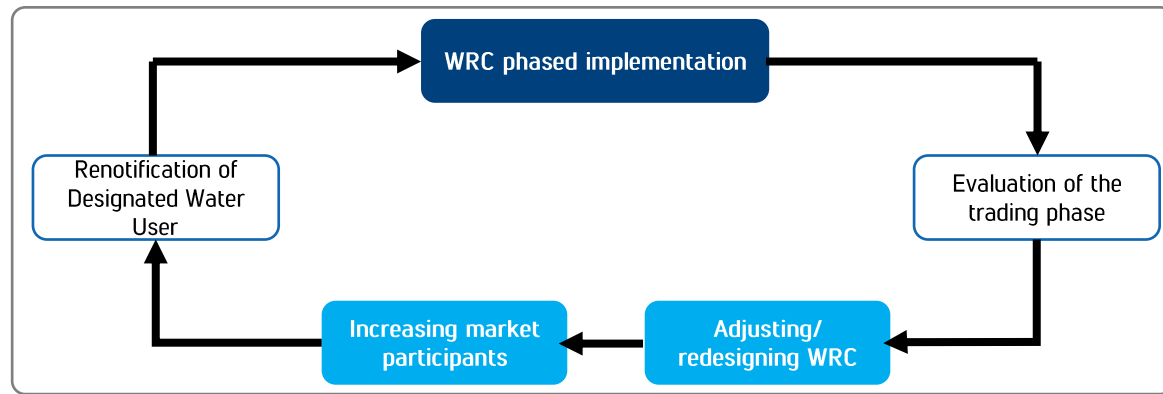 WRC phased implementation
Renotification of
Designated Water
User
Evaluation of the
trading phase
Increasing market
participants
Adjusting/
redesigning WRC